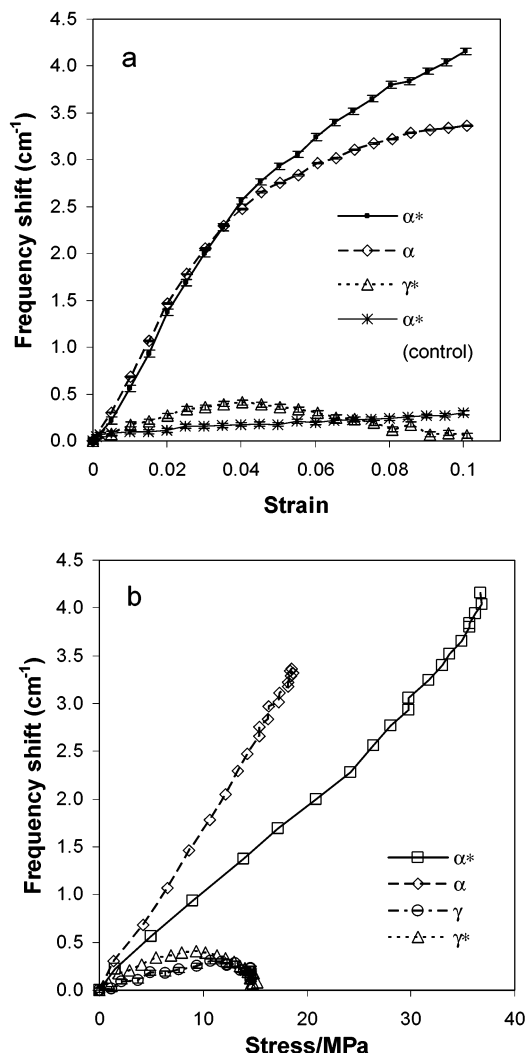 a
4.5
4.0
3.5
3.0
2.5
2.0
1.5
1.0
0.5
0.0
Frequency shift (cm⁻¹)
α*
α
γ*
α*
(control)
0 0.02 0.04 0.06 0.08 0.1
Strain
b
4.5
4.0
3.5
3.0
2.5
2.0
1.5
1.0
0.5
0.0
Frequency shift (cm⁻¹)
α*
α
γ
γ*
0 10 20 30 40
Stress/MPa